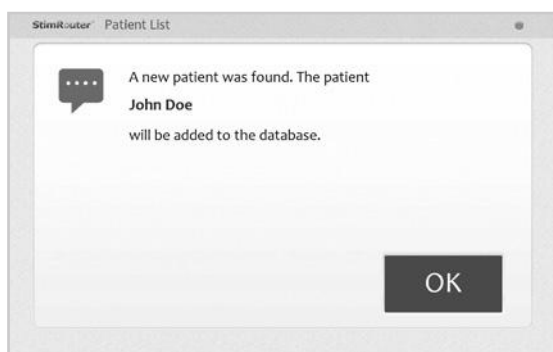 StimRouter Patient List
A new patient was found. The patient
John Doe
will be added to the database.
OK